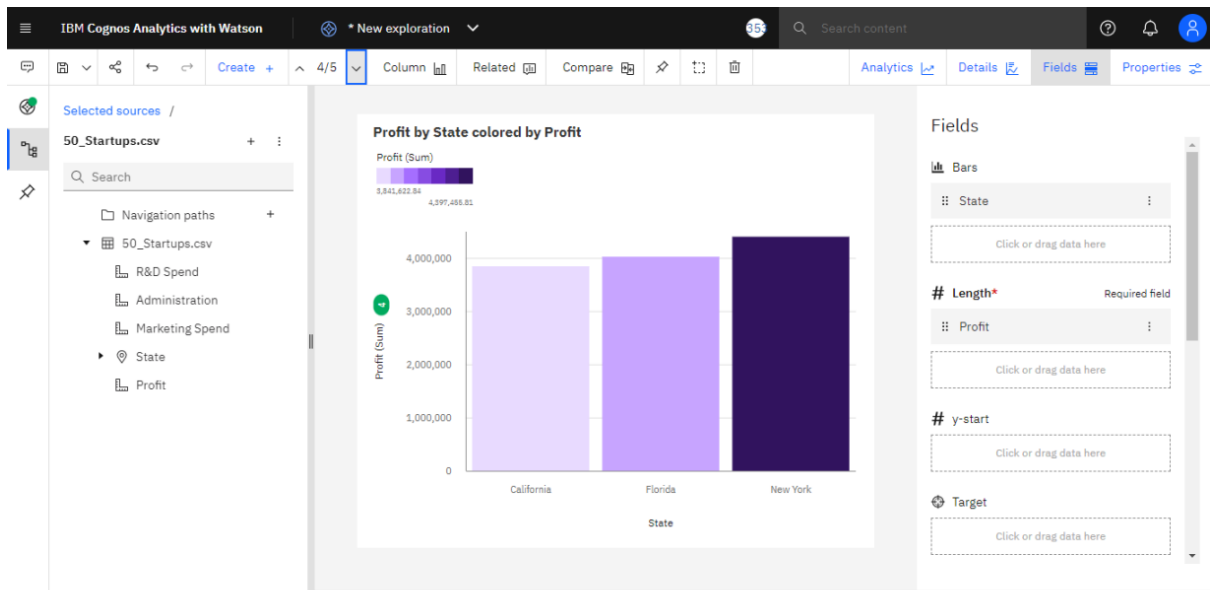 IBM Cognos Analytics with Watson
* New exploration
353
Search content
Create +
4/5
Column
Related
Compare
Analytics
Details
Fields
Properties
Selected sources /
50_Startups.csv
Search
Navigation paths
50_Startups.csv
R&D Spend
Administration
Marketing Spend
State
Profit
Profit by State colored by Profit
Profit (Sum)
3,841,622.84
4,397,488.81
4,000,000
3,000,000
2,000,000
1,000,000
0
Profit (Sum)
4
California
Florida
New York
State
Fields
Bars
State
Click or drag data here
# Length*
Required field
Profit
Click or drag data here
# y-start
Click or drag data here
Target
Click or drag data here